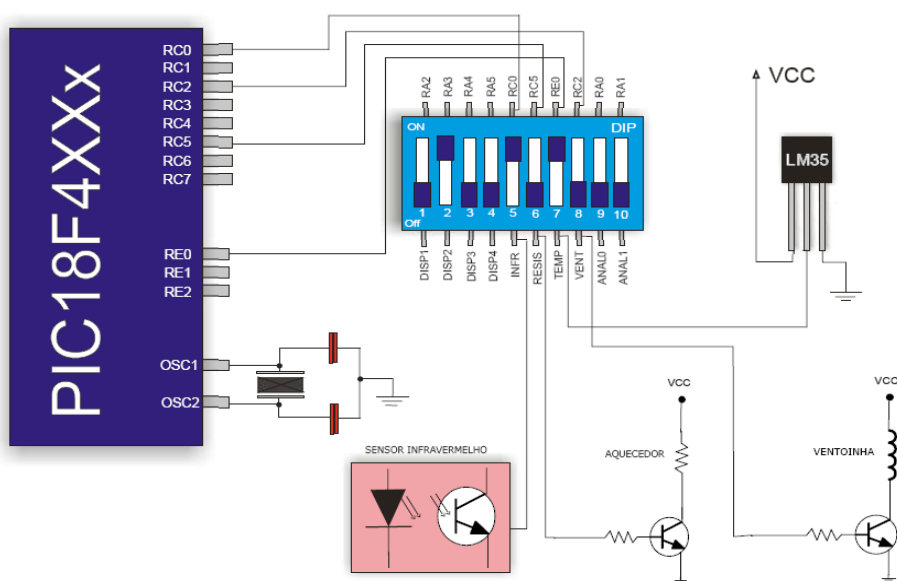 PIC18F4XXx
RC0
RC1
RC2
RC3
RC4
RC5
RC6
RC7
RE0
RE1
RE2
OSC1
OSC2
RA2
RA3
RA4
RA5
RC0
RC5
RE0
RC2
RA0
RA1
ON
DIP
1 2 3 4 5 6 7 8 9 10
Off
DISP1
DISP2
DISP3
DISP4
INFR
RESIS
TEMP
VENT
ANAL0
ANAL1
VCC
LM35
SENSOR INFRAVERMELHO
VCC
AQUECEDOR
VCC
VENTOINHA